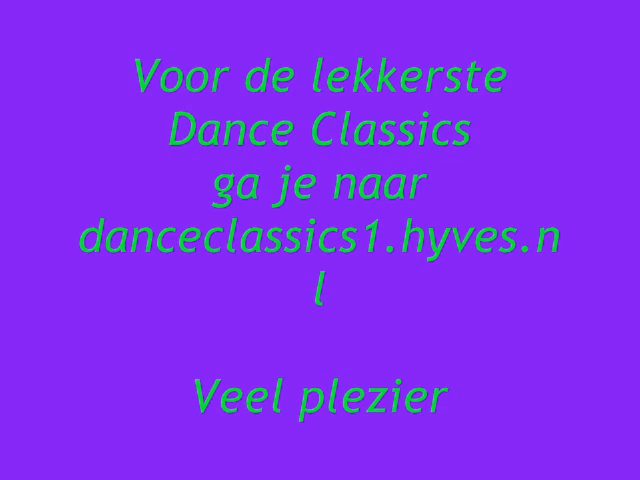 Voor de lekkerste
Dance Classics
ga je naar
danceclassics1.hyves.n
l
Veel plezier